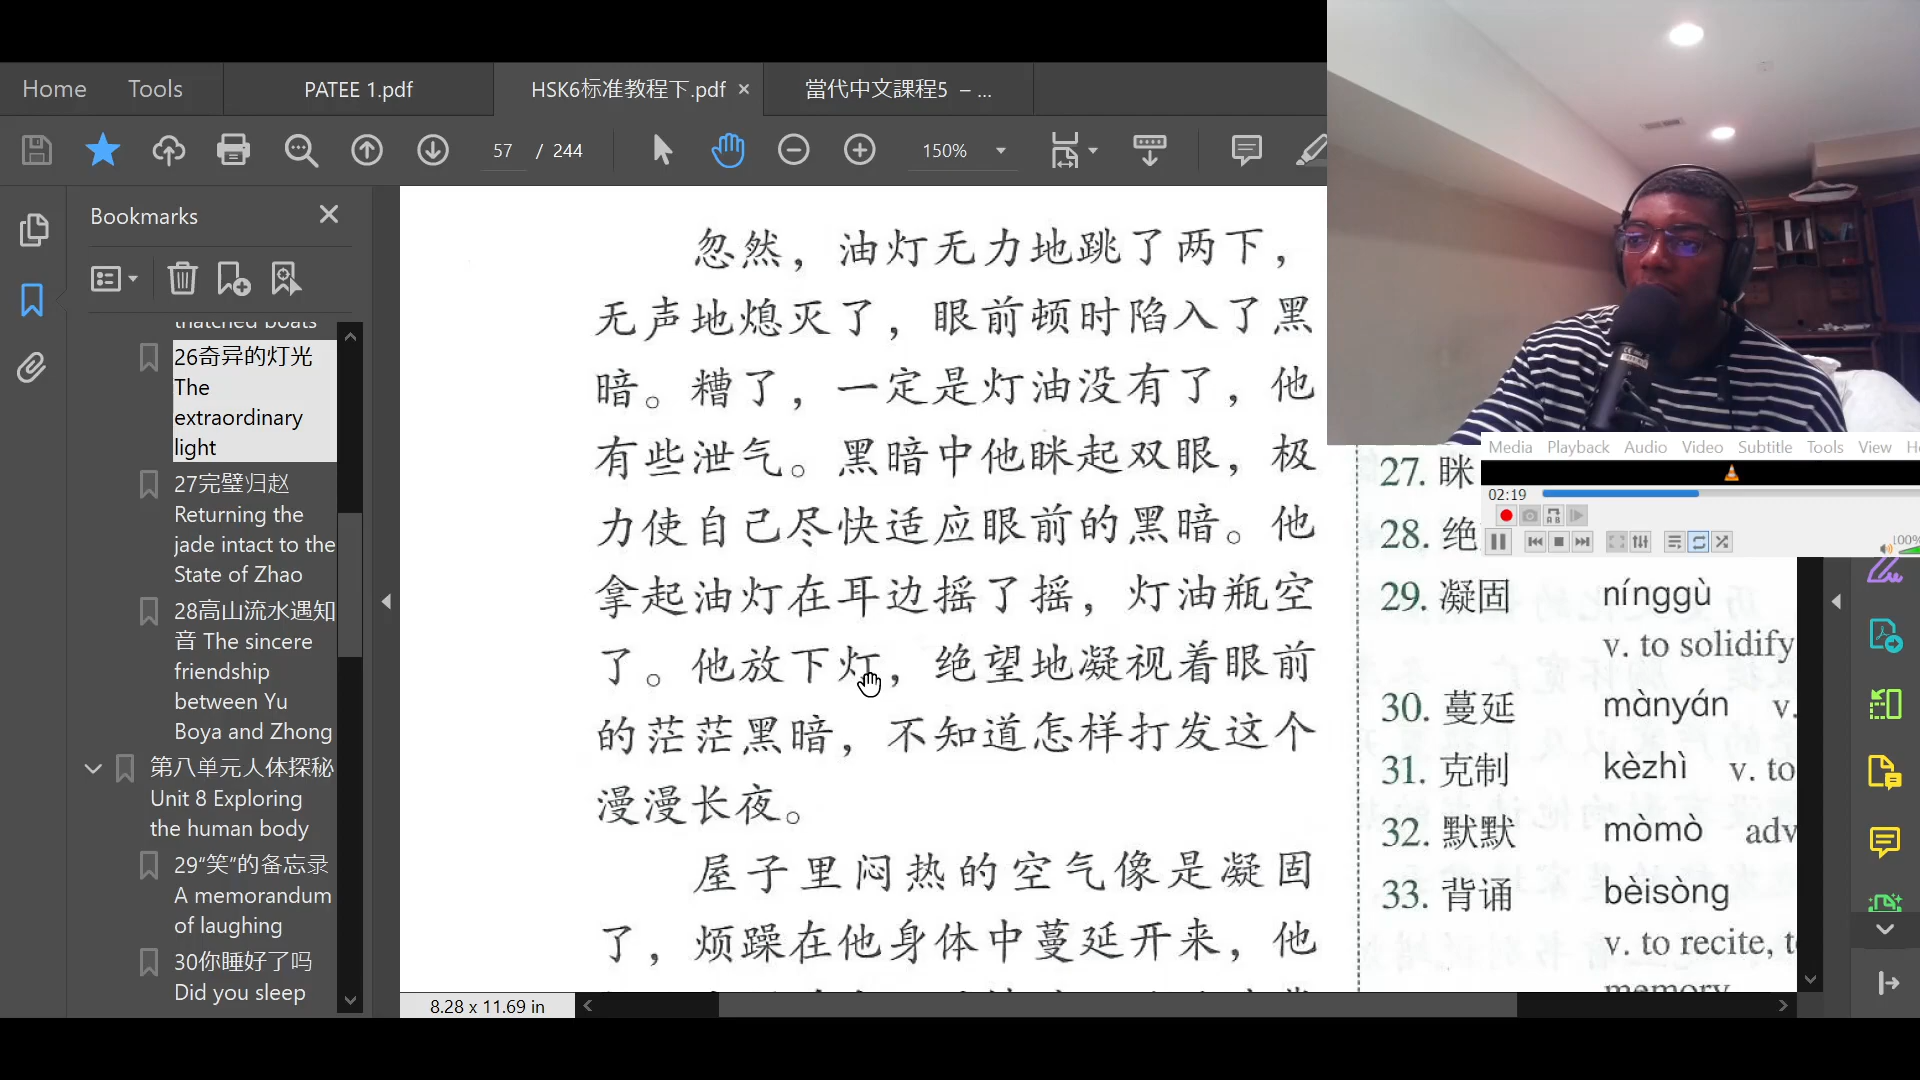 Home
Tools
PATEE 1.pdf
HSK6标准教程下.pdf ×
當代中文課程5 – ...
57 / 244
150%
Bookmarks
26奇异的灯光
The
extraordinary
light
27完璧归赵
Returning the
jade intact to the
State of Zhao
28高山流水遇知
音 The sincere
friendship
between Yu
Boya and Zhong
第八单元人体探秘
Unit 8 Exploring
the human body
29“笑”的备忘录
A memorandum
of laughing
30你睡好了吗
Did you sleep
忽然，油灯无力地跳了两下，
无声地熄灭了，眼前顿时陷入了黑
暗。糟了，一定是灯油没有了，他
有些泄气。黑暗中他眯起双眼，极
力使自己尽快适应眼前的黑暗。他
拿起油灯在耳边摇了摇，灯油瓶空
了。他放下灯，绝望地凝视着眼前
的茫茫黑暗，不知道怎样打发这个
漫漫长夜。
屋子里闷热的空气像是凝固
了，烦躁在他身体中蔓延开来，他
8.28 x 11.69 in
Media Playback Audio Video Subtitle Tools View
02:19
100%
27. 眯
28. 绝
29. 凝固 nínggù
v. to solidify
30. 蔓延 mànyán v.
31. 克制 kèzhì v. to
32. 默默 mòmò adv
33. 背诵 bèisòng
v. to recite,
memory